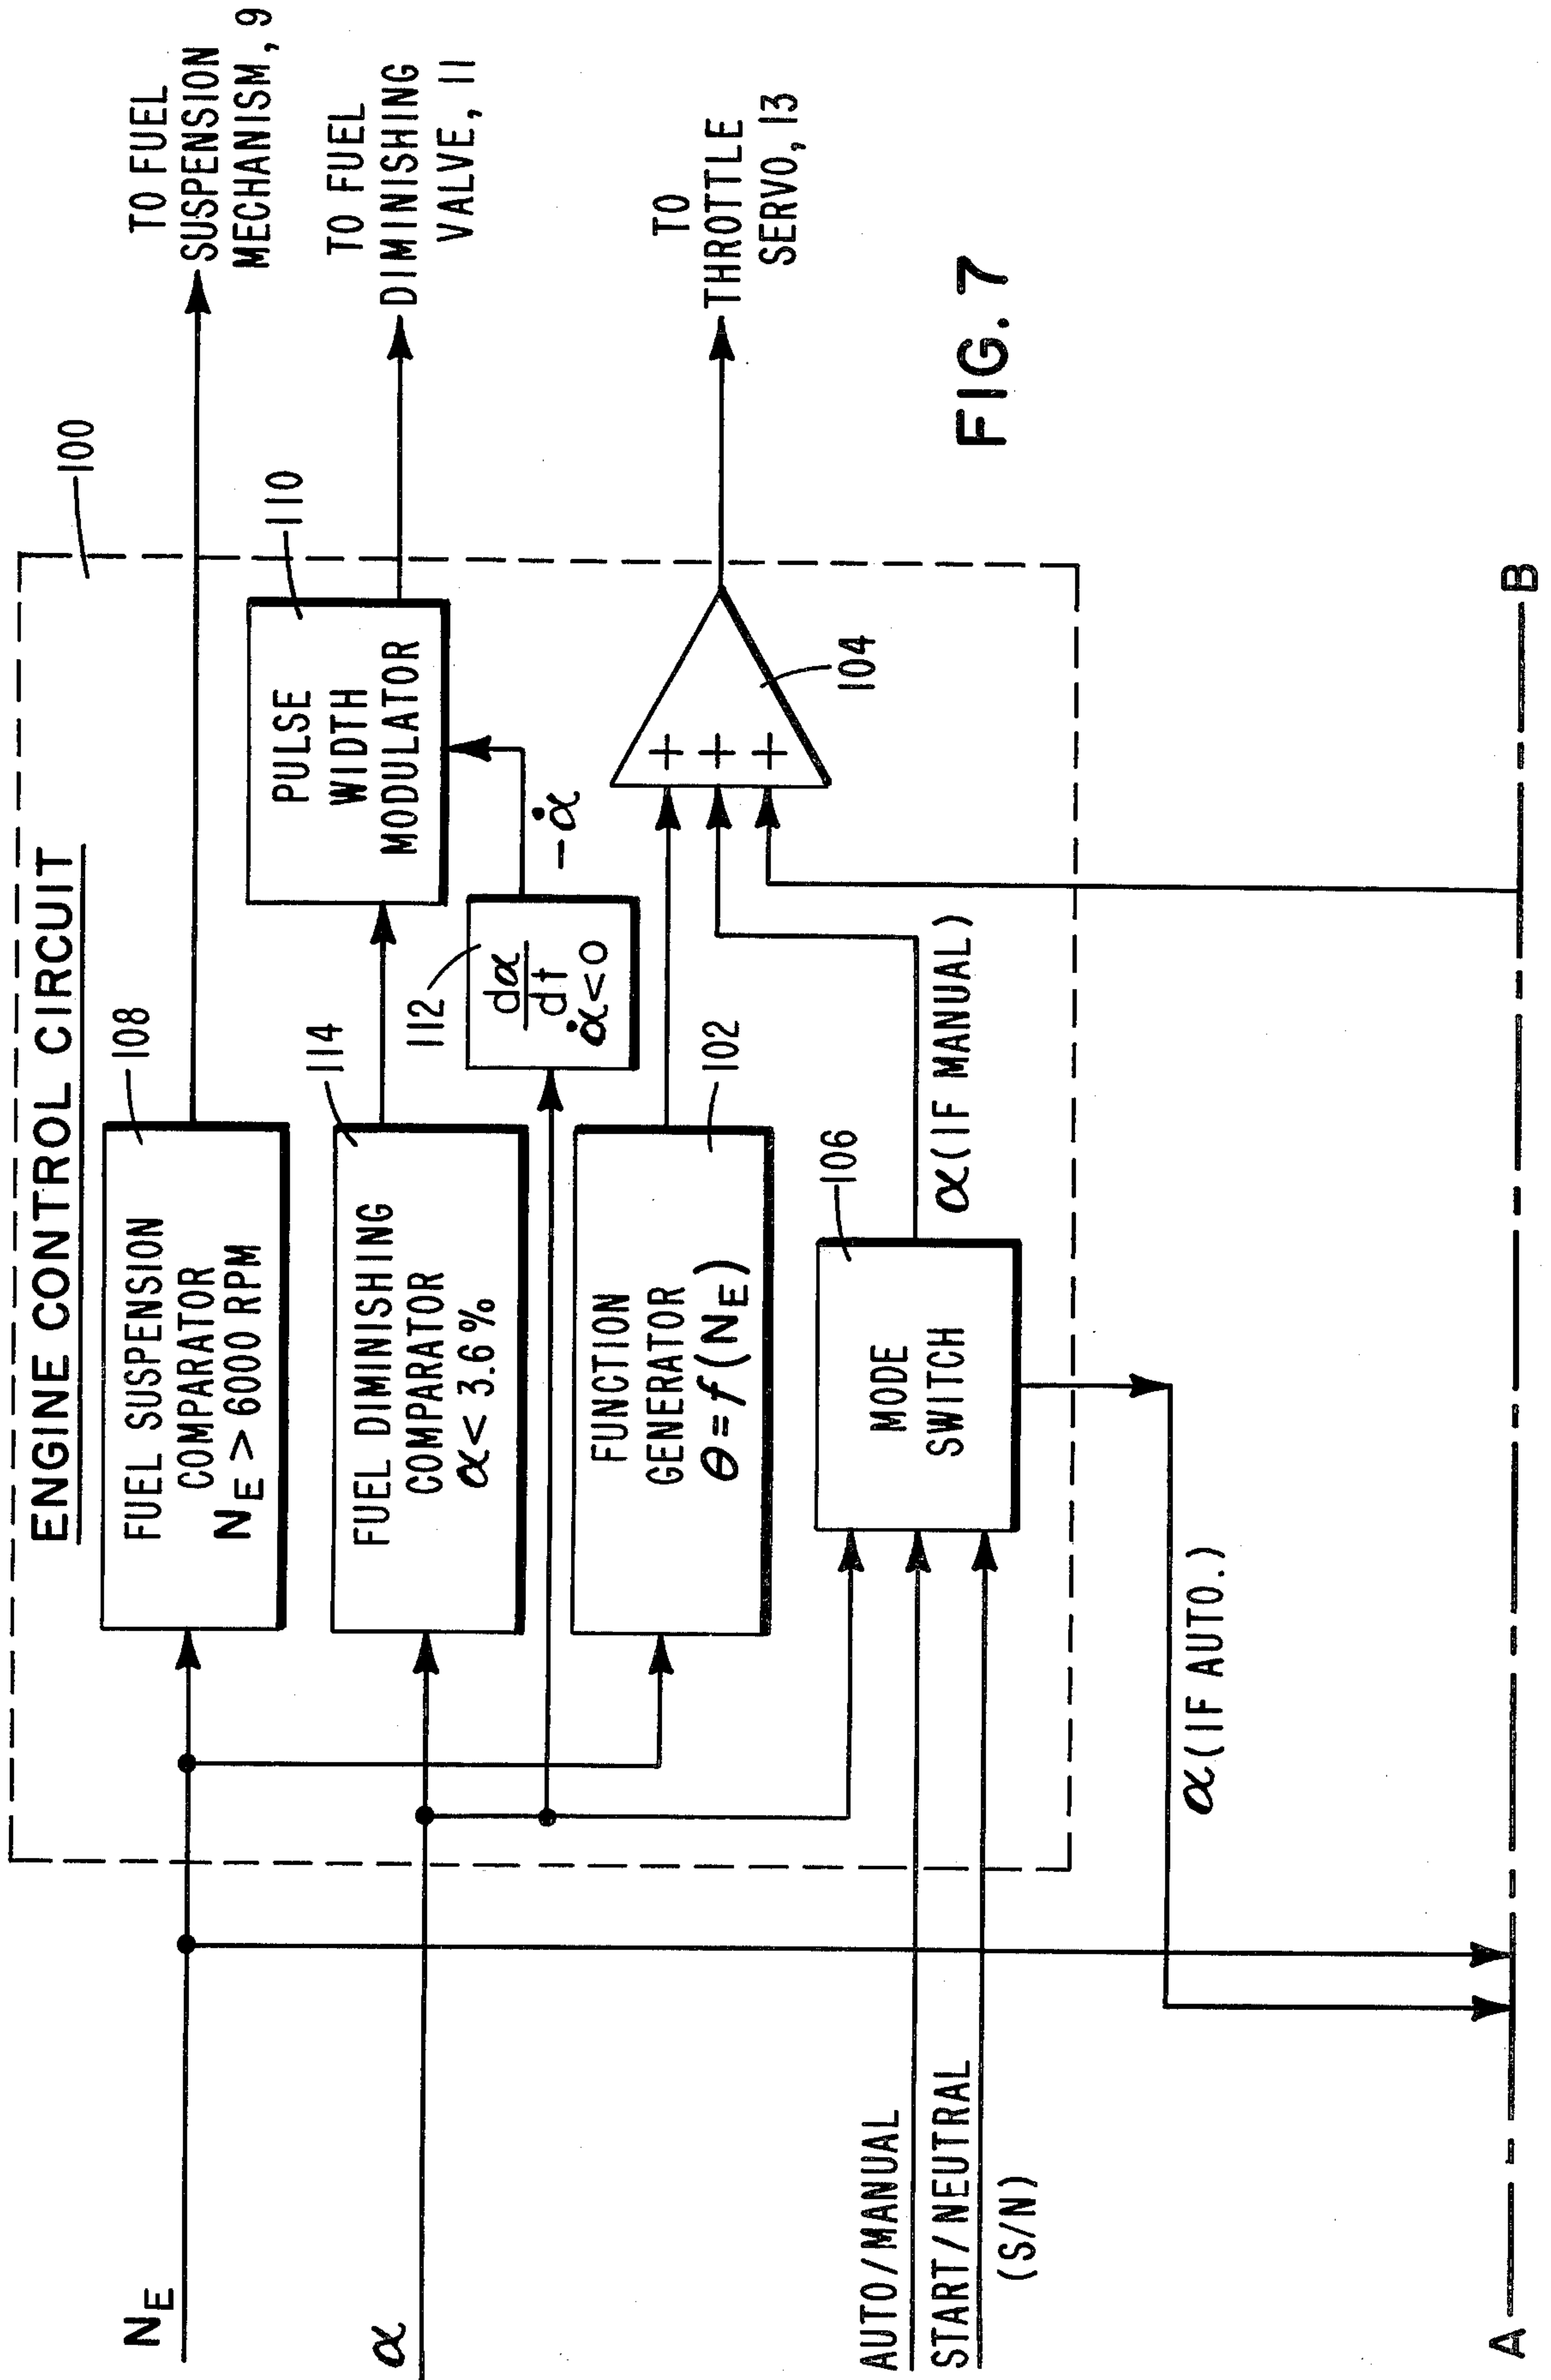 ENGINE CONTROL CIRCUIT
100
108
FUEL SUSPENSION
COMPARATOR
N_E > 6000 RPM
TO FUEL
SUSPENSION
MECHANISM, 9
114
FUEL DIMINISHING
COMPARATOR
α < 3.6 %
110
PULSE
WIDTH
MODULATOR
TO FUEL
DIMINISHING
VALVE, 11
112
dα
dt
α̇ < 0
-α̇
102
FUNCTION
GENERATOR
θ = f (N_E)
+
+
+
104
TO
THROTTLE
SERVO, 13
106
MODE
SWITCH
α (IF MANUAL)
α (IF AUTO.)
N_E
α
AUTO/MANUAL
START/NEUTRAL
(S/N)
A
B
FIG. 7